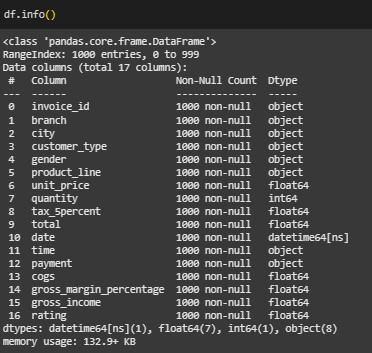 df.info()
<class 'pandas.core.frame.DataFrame'>
RangeIndex: 1000 entries, 0 to 999
Data columns (total 17 columns):
 #   Column                   Non-Null Count  Dtype
---  ------                   --------------  -----
 0   invoice_id               1000 non-null   object
 1   branch                   1000 non-null   object
 2   city                     1000 non-null   object
 3   customer_type            1000 non-null   object
 4   gender                   1000 non-null   object
 5   product_line             1000 non-null   object
 6   unit_price               1000 non-null   float64
 7   quantity                 1000 non-null   int64
 8   tax_5percent             1000 non-null   float64
 9   total                    1000 non-null   float64
 10  date                     1000 non-null   datetime64[ns]
 11  time                     1000 non-null   object
 12  payment                  1000 non-null   object
 13  cogs                     1000 non-null   float64
 14  gross_margin_percentage  1000 non-null   float64
 15  gross_income             1000 non-null   float64
 16  rating                   1000 non-null   float64
dtypes: datetime64[ns](1), float64(7), int64(1), object(8)
memory usage: 132.9+ KB